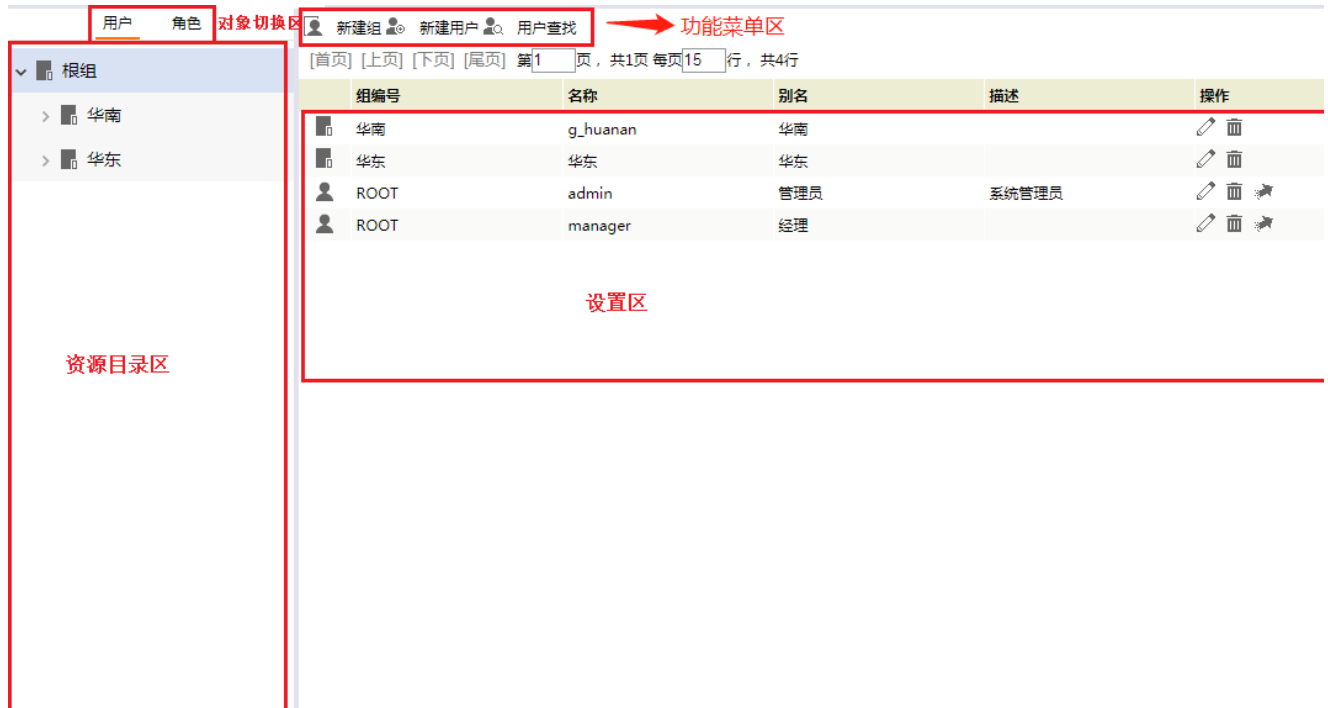 用户 角色 对象切换区
新建组 新建用户 用户查找 功能菜单区
[首页] [上页] [下页] [尾页] 第1 页，共1页 每页15 行，共4行
根组
华南
华东
资源目录区
组编号 名称 别名 描述 操作
华南 g_huanan 华南
华东 华东 华东
ROOT admin 管理员 系统管理员
ROOT manager 经理
设置区